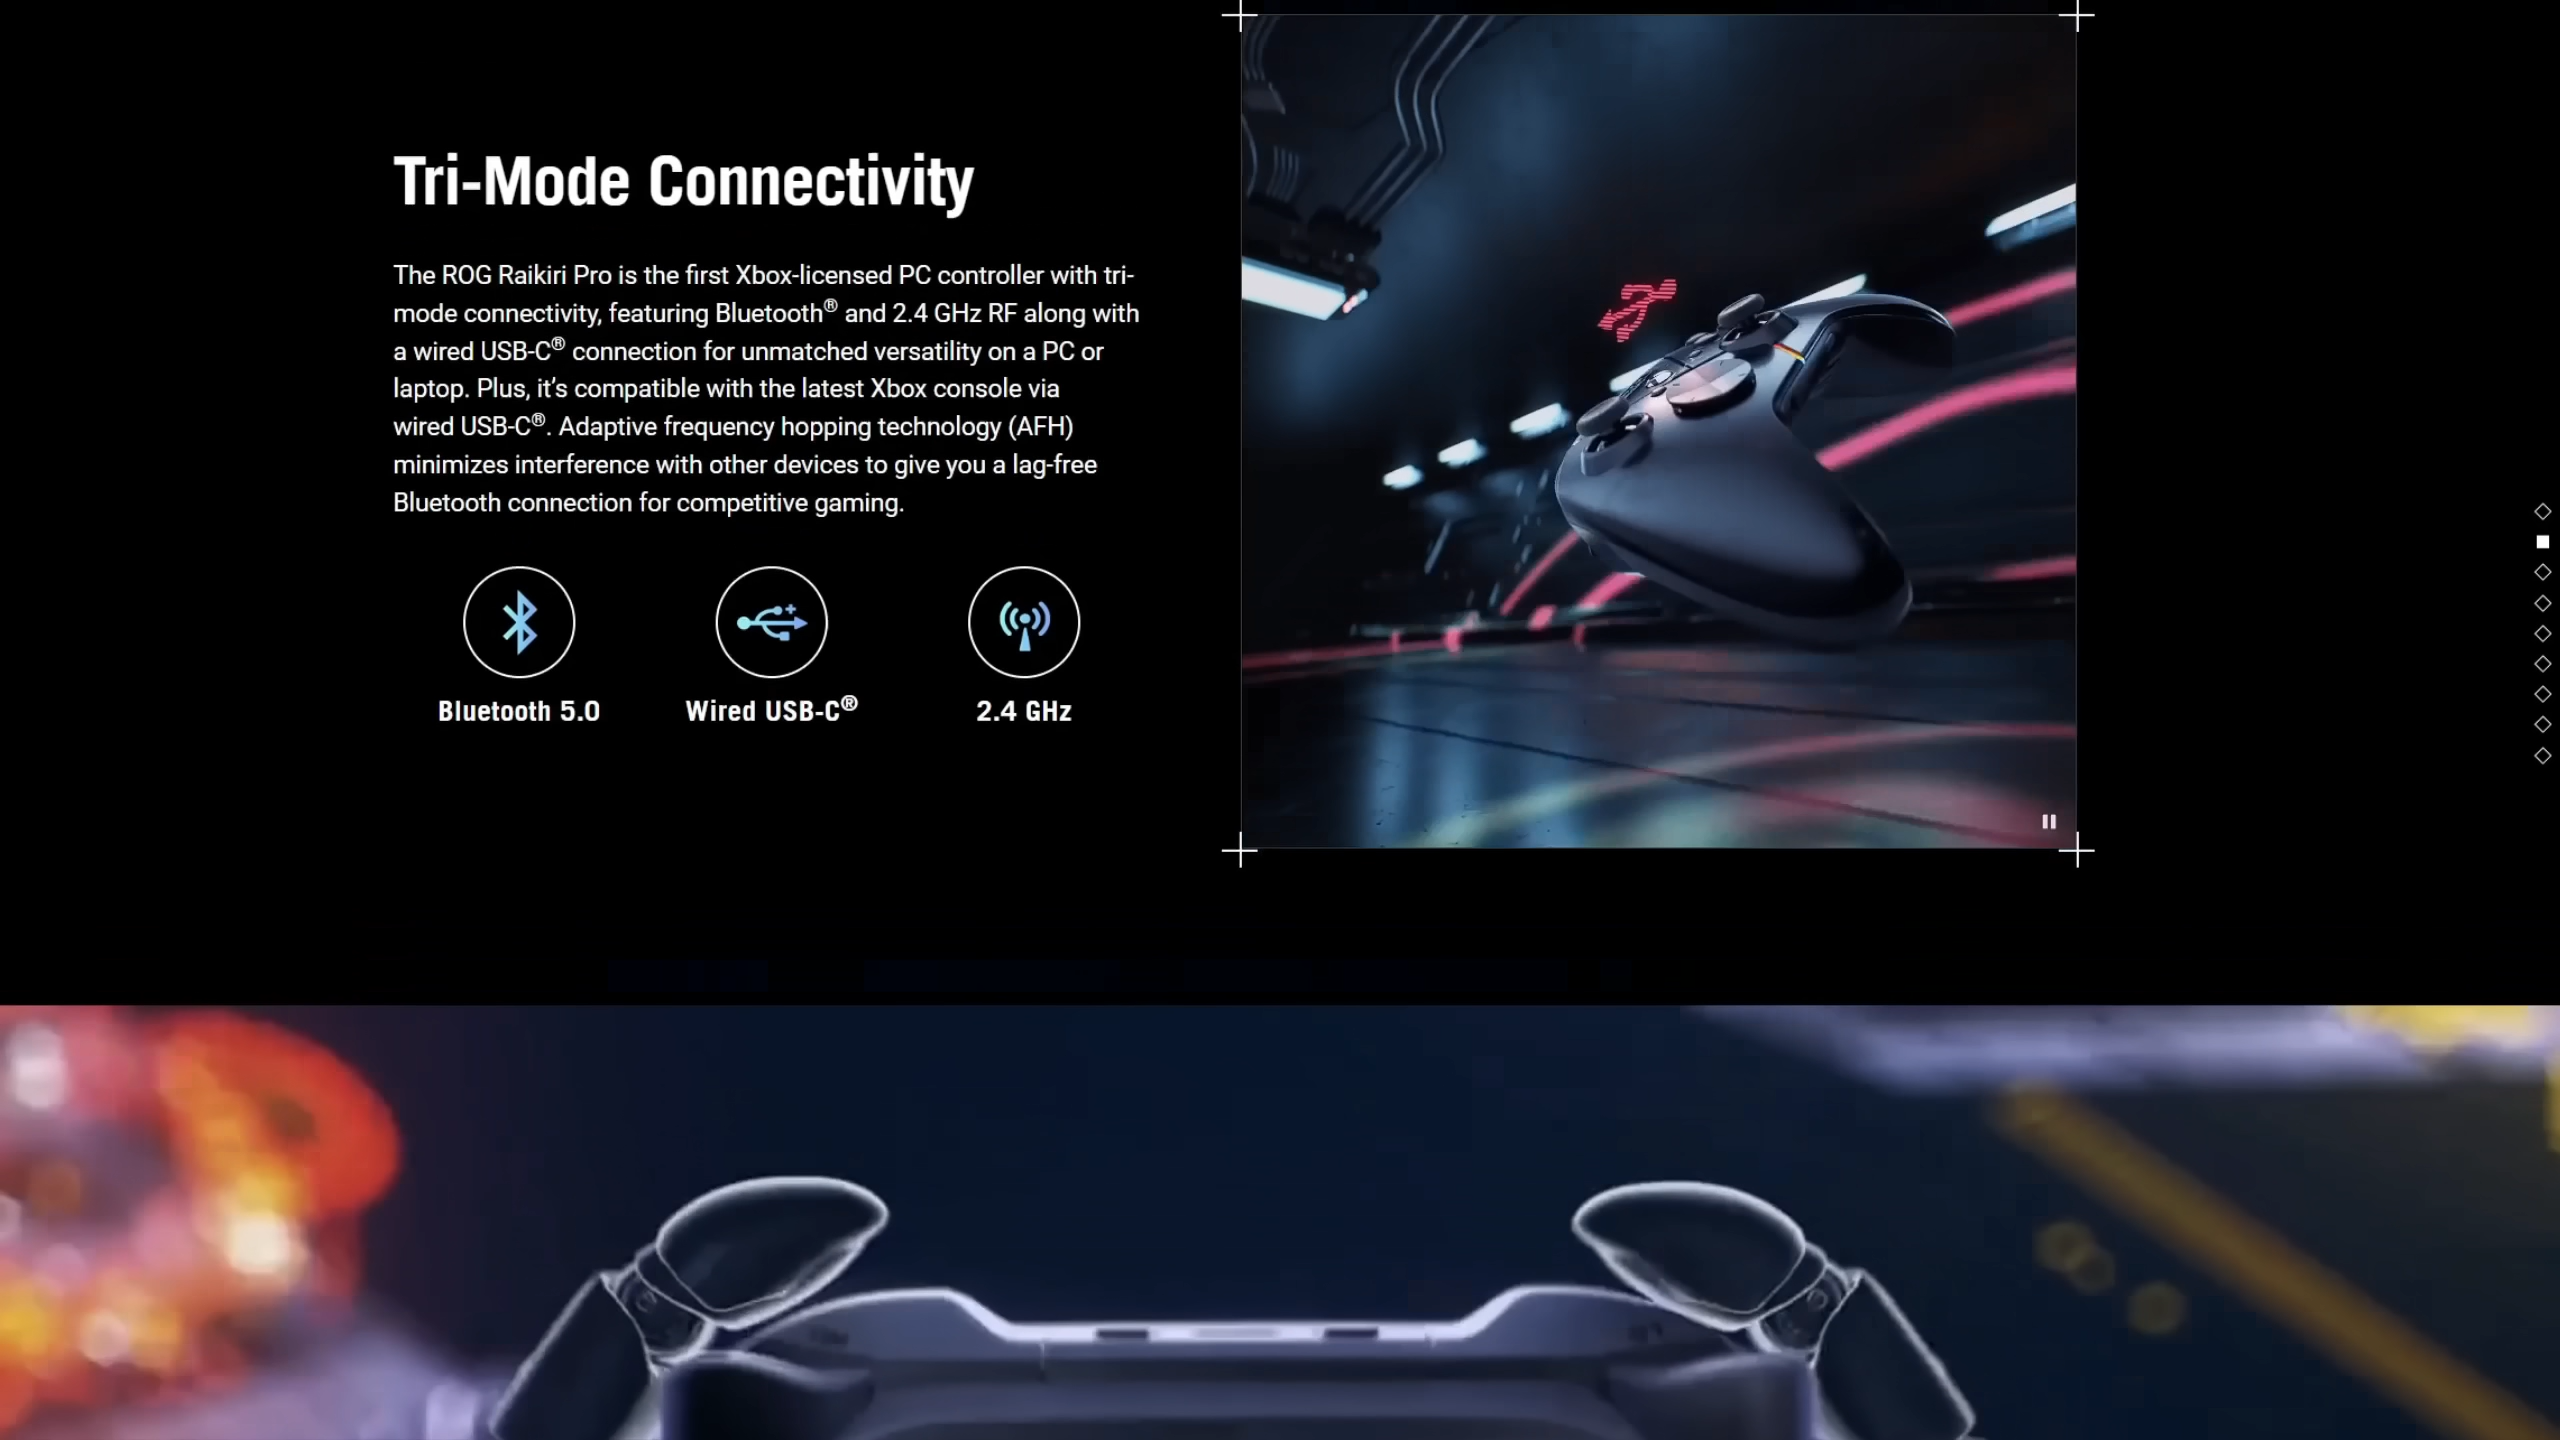 Tri-Mode Connectivity
The ROG Raikiri Pro is the first Xbox-licensed PC controller with tri-
mode connectivity, featuring Bluetooth® and 2.4 GHz RF along with
a wired USB-C® connection for unmatched versatility on a PC or
laptop. Plus, it’s compatible with the latest Xbox console via
wired USB-C®. Adaptive frequency hopping technology (AFH)
minimizes interference with other devices to give you a lag-free
Bluetooth connection for competitive gaming.
Bluetooth 5.0
Wired USB-C®
2.4 GHz